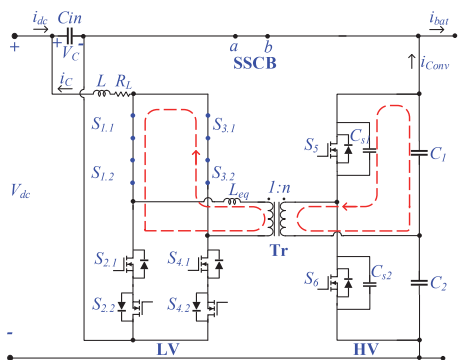 i_dc Cin i_bat
+ + - a b +
V_C SSCB
i_C i_Conv
L R_L
S_1.1 S_3.1 S_5 C_s1 C_1
S_1.2 S_3.2
L_eq 1:n
V_dc
Tr
S_2.1 S_4.1 S_6 C_s2 C_2
S_2.2 S_4.2
- LV HV -